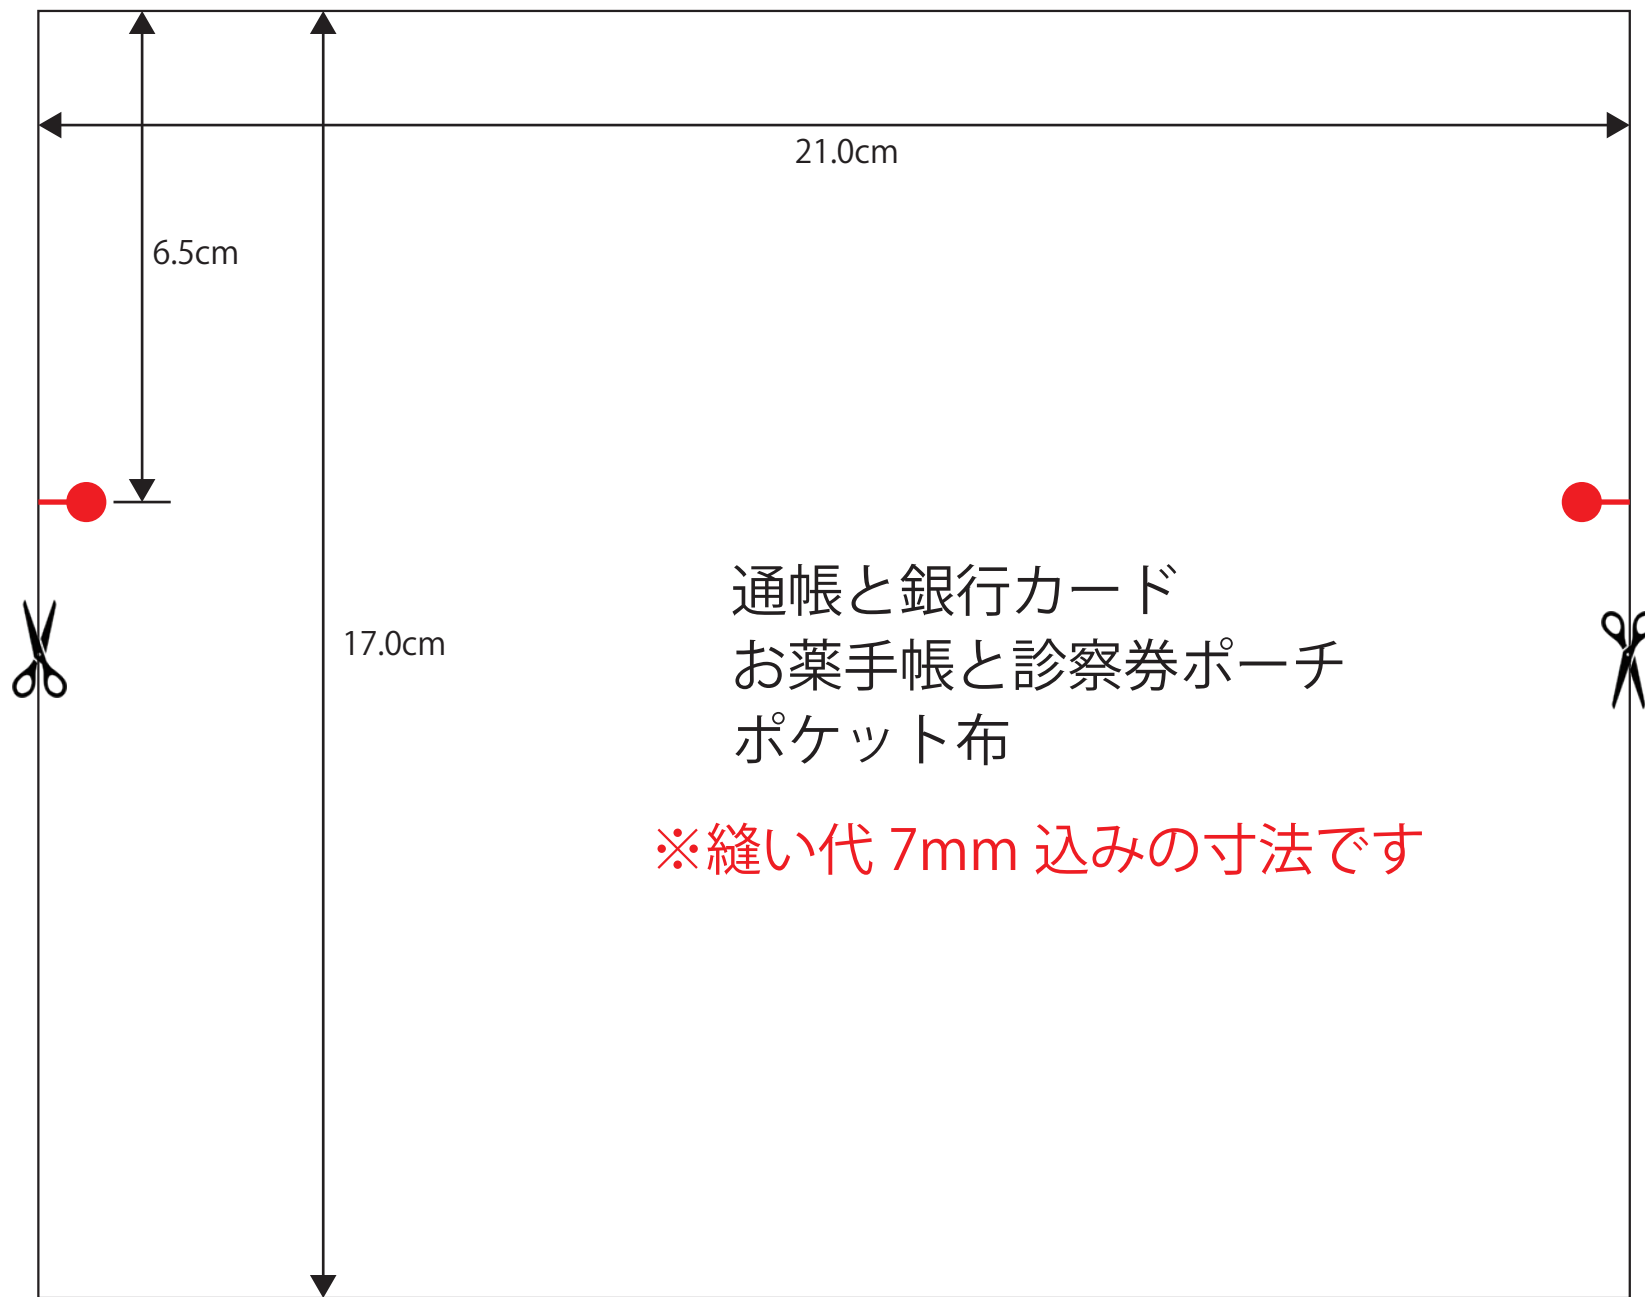 21.0cm
6.5cm
17.0cm
通帳と銀行カード
お薬手帳と診察券ポーチ
ポケット布
※縫い代 7mm 込みの寸法です